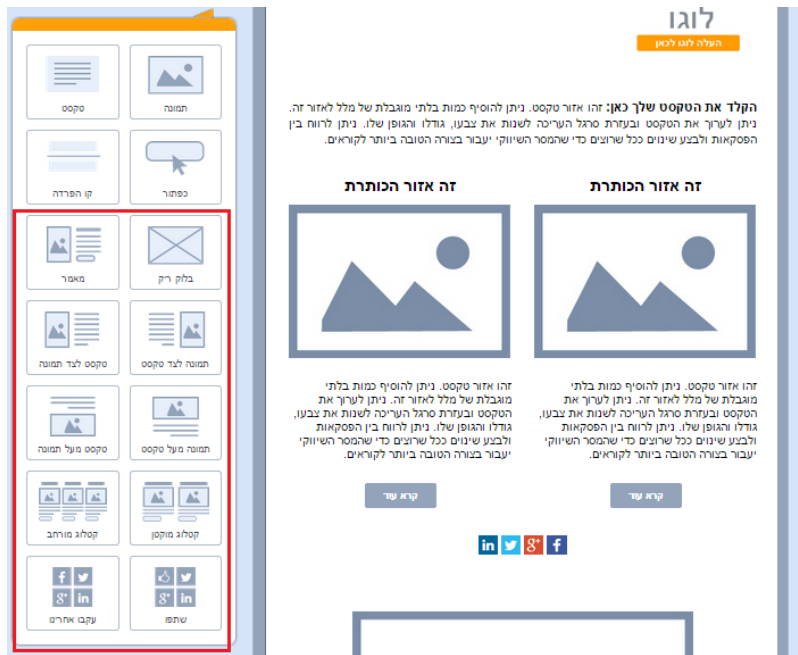 תמונה
טקסט
כפתור
קו הפרדה
בלוק ריק
מאמר
תמונה לצד טקסט
טקסט לצד תמונה
תמונה מעל טקסט
טקסט מעל תמונה
קטלוג מוקטן
קטלוג מורחב
שתפו
עקבו אחרינו
לוגו
העלה לוגו לכאן
הקלד את הטקסט שלך כאן: זהו אזור טקסט. ניתן להוסיף כמות בלתי מוגבלת של מלל לאזור זה.
ניתן לערוך את הטקסט ובעזרת סרגל העריכה לשנות את צבעו, גודלו והגופן שלו. ניתן לרווח בין
הפסקאות ולבצע שינוים ככל שרוצים כדי שהמסר השיווקי יעבור בצורה הטובה ביותר לקוראים.
זה אזור הכותרת
זהו אזור טקסט. ניתן להוסיף כמות בלתי
מוגבלת של מלל לאזור זה. ניתן לערוך את
הטקסט ובעזרת סרגל העריכה לשנות את צבעו,
גודלו והגופן שלו. ניתן לרווח בין הפסקאות
ולבצע שינוים ככל שרוצים כדי שהמסר השיווקי
יעבור בצורה הטובה ביותר לקוראים.
קרא עוד
זה אזור הכותרת
זהו אזור טקסט. ניתן להוסיף כמות בלתי
מוגבלת של מלל לאזור זה. ניתן לערוך את
הטקסט ובעזרת סרגל העריכה לשנות את צבעו,
גודלו והגופן שלו. ניתן לרווח בין הפסקאות
ולבצע שינוים ככל שרוצים כדי שהמסר השיווקי
יעבור בצורה הטובה ביותר לקוראים.
קרא עוד